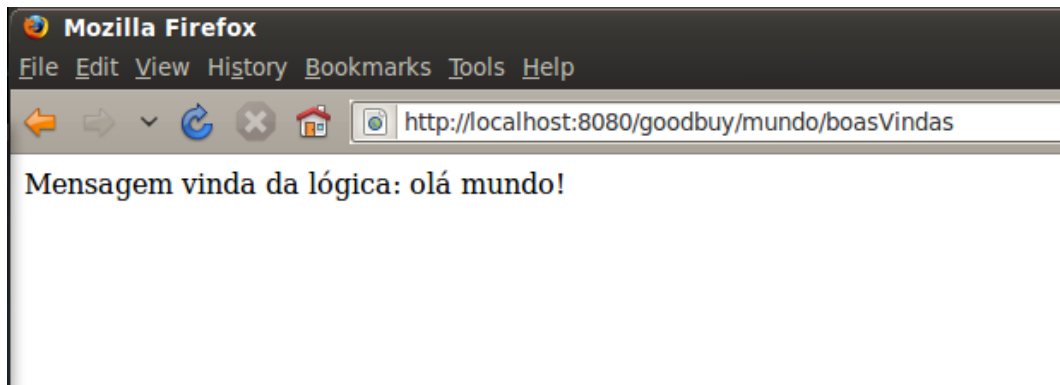 Mozilla Firefox
File Edit View History Bookmarks Tools Help
http://localhost:8080/goodbuy/mundo/boasVindas
Mensagem vinda da lógica: olá mundo!